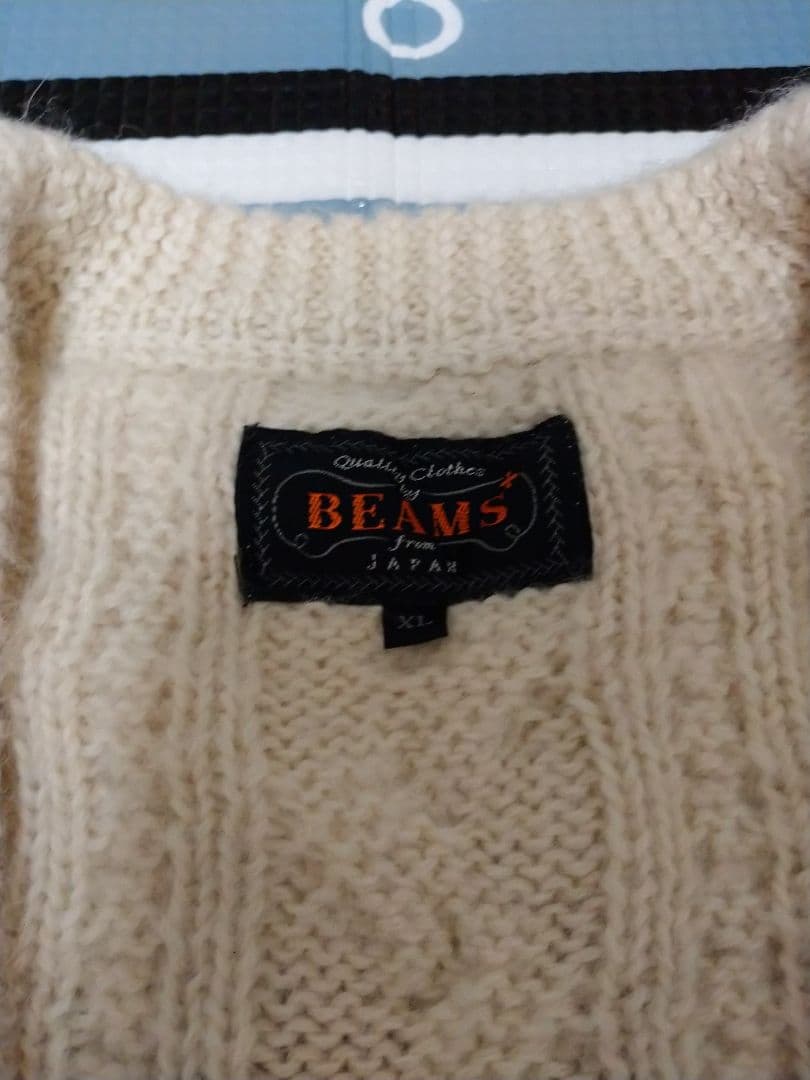 Quality Clothes
by
BEAMS+
from
JAPAN
XL